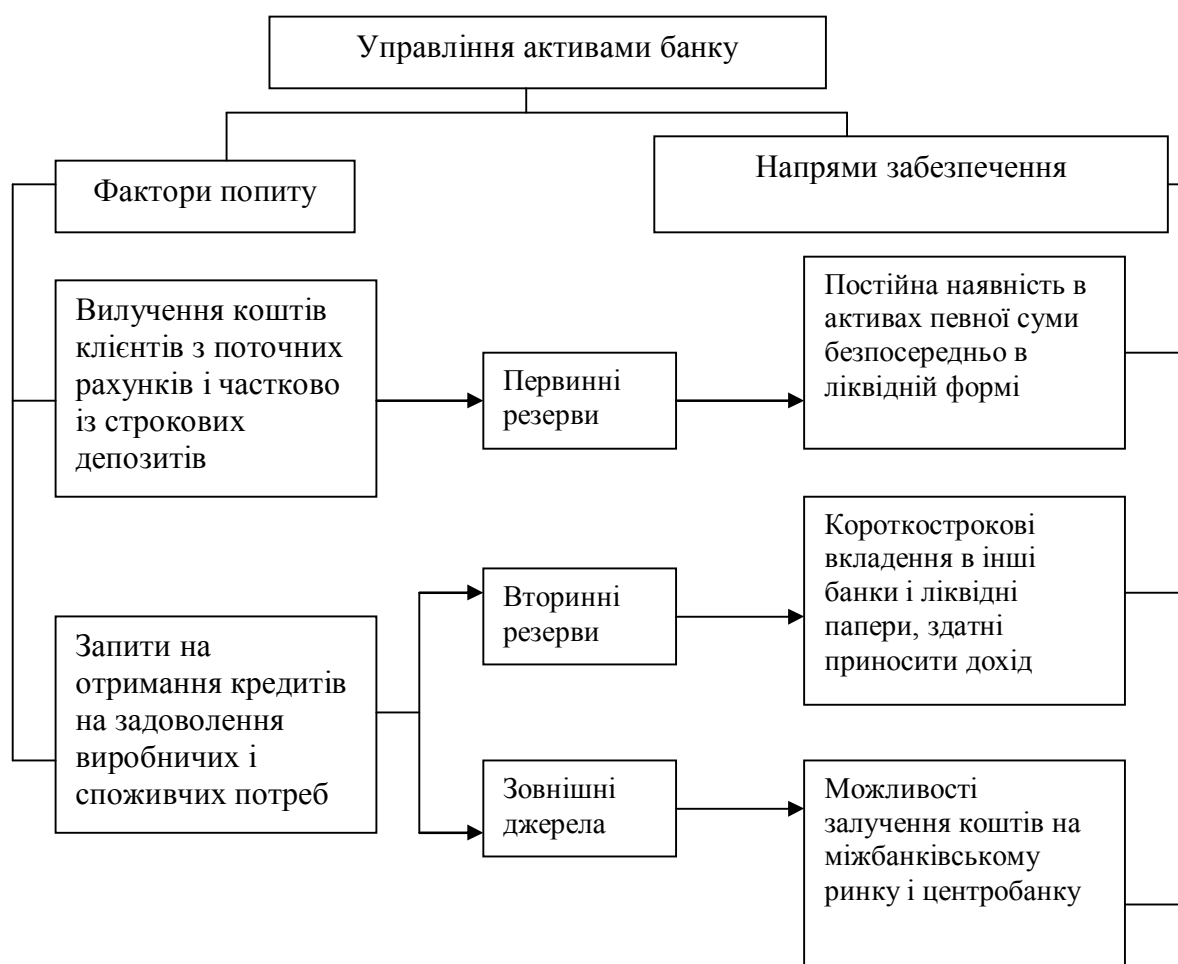 Управління активами банку
Фактори попиту
Напрями забезпечення
Вилучення коштів
клієнтів з поточних
рахунків і частково
із строкових
депозитів
Первинні
резерви
Постійна наявність в
активах певної суми
безпосередньо в
ліквідній формі
Запити на
отримання кредитів
на задоволення
виробничих і
споживчих потреб
Вторинні
резерви
Короткострокові
вкладення в інші
банки і ліквідні
папери, здатні
приносити дохід
Зовнішні
джерела
Можливості
залучення коштів на
міжбанківському
ринку і центробанку